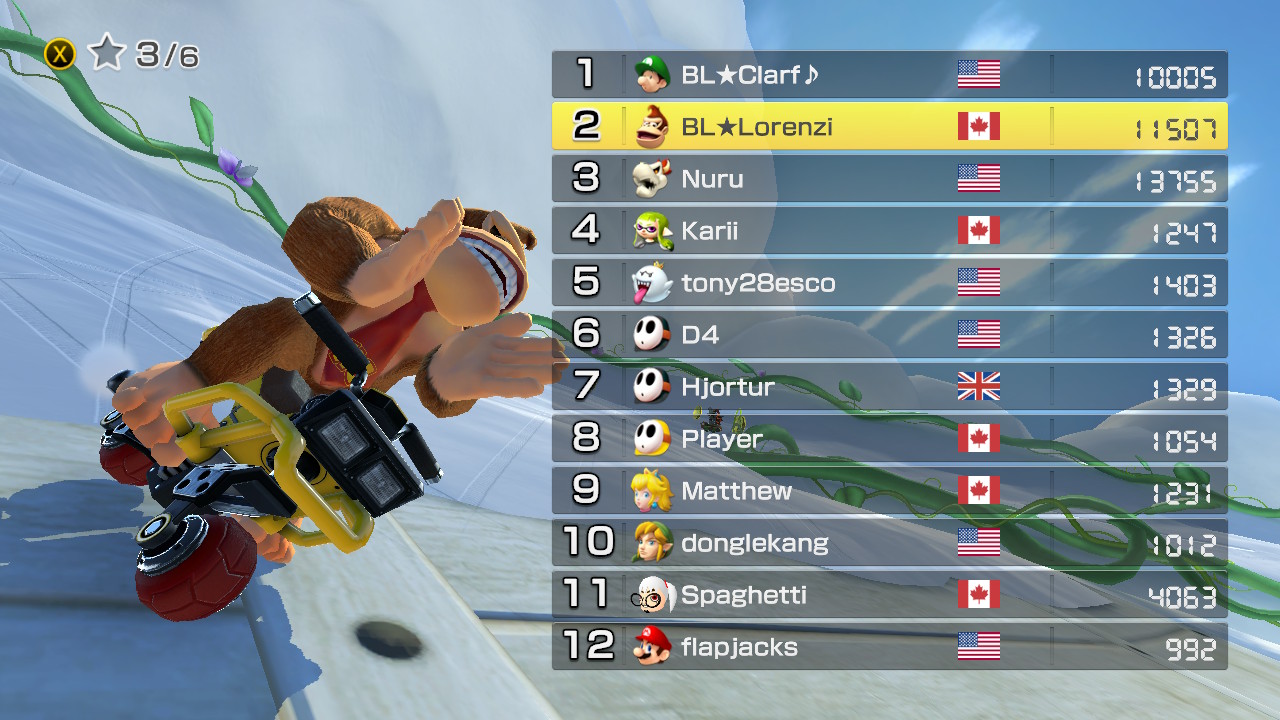 X ☆ 3/6
1 BL★Clarf♪ 10005
2 BL★Lorenzi 11507
3 Nuru 13755
4 Karii 1247
5 tony28esco 1403
6 D4 1326
7 Hjortur 1329
8 Player 1054
9 Matthew 1231
10 donglekang 1012
11 Spaghetti 4063
12 flapjacks 992